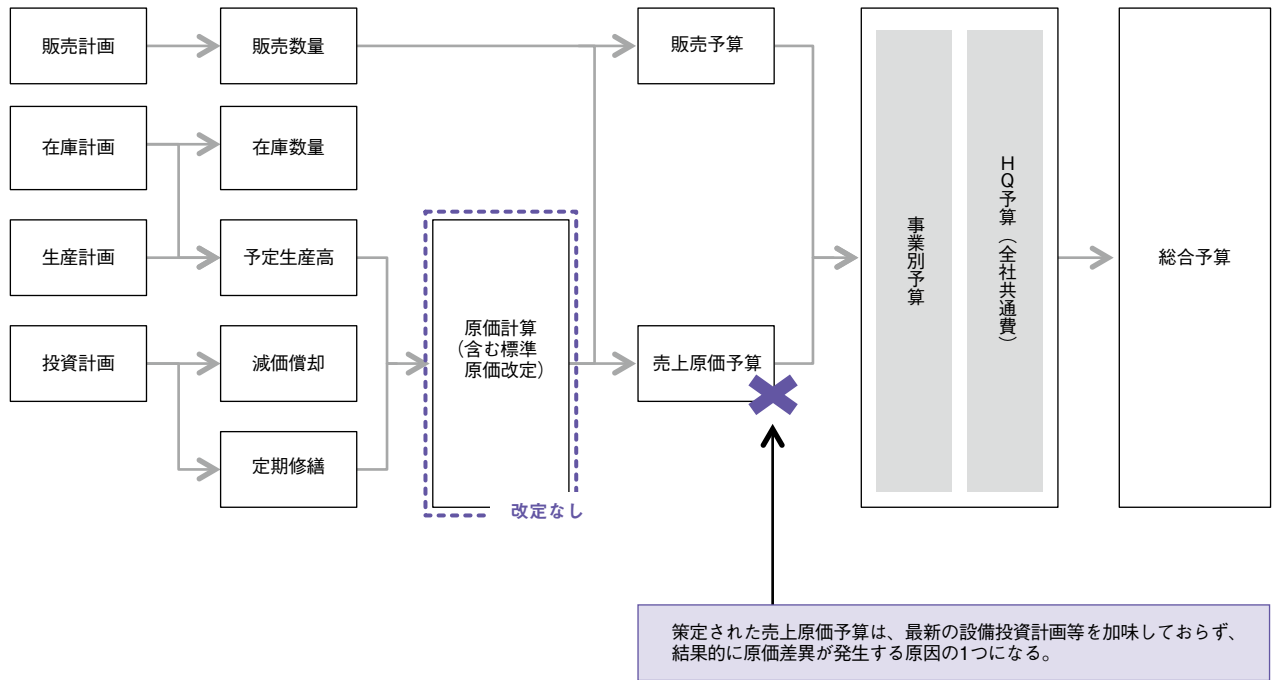 販売計画
販売数量
販売予算
在庫計画
在庫数量
生産計画
予定生産高
投資計画
減価償却
定期修繕
原価計算
（含む標準
原価改定）
改定なし
売上原価予算
事業別予算
HQ予算（全社共通費）
総合予算
策定された売上原価予算は、最新の設備投資計画等を加味しておらず、
結果的に原価差異が発生する原因の1つになる。